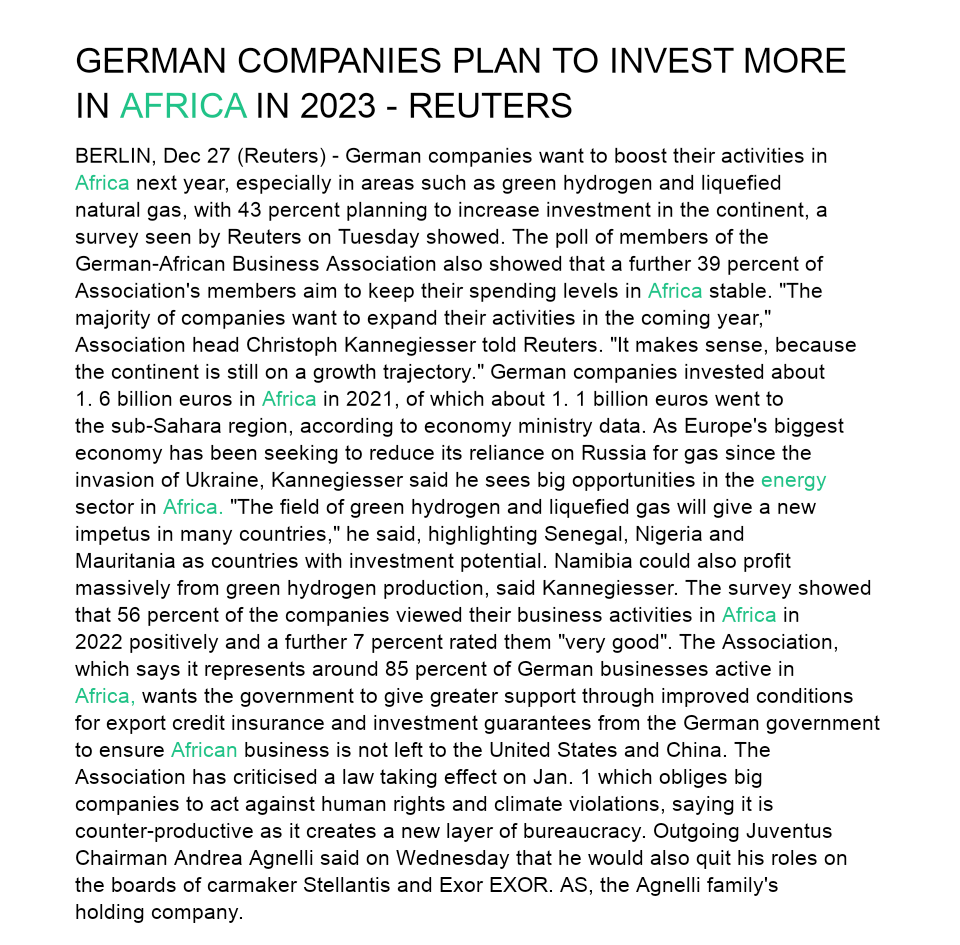 GERMAN COMPANIES PLAN TO INVEST MORE
IN AFRICA IN 2023 - REUTERS
BERLIN, Dec 27 (Reuters) - German companies want to boost their activities in
Africa next year, especially in areas such as green hydrogen and liquefied
natural gas, with 43 percent planning to increase investment in the continent, a
survey seen by Reuters on Tuesday showed. The poll of members of the
German-African Business Association also showed that a further 39 percent of
Association's members aim to keep their spending levels in Africa stable. "The
majority of companies want to expand their activities in the coming year,"
Association head Christoph Kannegiesser told Reuters. "It makes sense, because
the continent is still on a growth trajectory." German companies invested about
1. 6 billion euros in Africa in 2021, of which about 1. 1 billion euros went to
the sub-Sahara region, according to economy ministry data. As Europe's biggest
economy has been seeking to reduce its reliance on Russia for gas since the
invasion of Ukraine, Kannegiesser said he sees big opportunities in the energy
sector in Africa. "The field of green hydrogen and liquefied gas will give a new
impetus in many countries," he said, highlighting Senegal, Nigeria and
Mauritania as countries with investment potential. Namibia could also profit
massively from green hydrogen production, said Kannegiesser. The survey showed
that 56 percent of the companies viewed their business activities in Africa in
2022 positively and a further 7 percent rated them "very good". The Association,
which says it represents around 85 percent of German businesses active in
Africa, wants the government to give greater support through improved conditions
for export credit insurance and investment guarantees from the German government
to ensure African business is not left to the United States and China. The
Association has criticised a law taking effect on Jan. 1 which obliges big
companies to act against human rights and climate violations, saying it is
counter-productive as it creates a new layer of bureaucracy. Outgoing Juventus
Chairman Andrea Agnelli said on Wednesday that he would also quit his roles on
the boards of carmaker Stellantis and Exor EXOR. AS, the Agnelli family's
holding company.